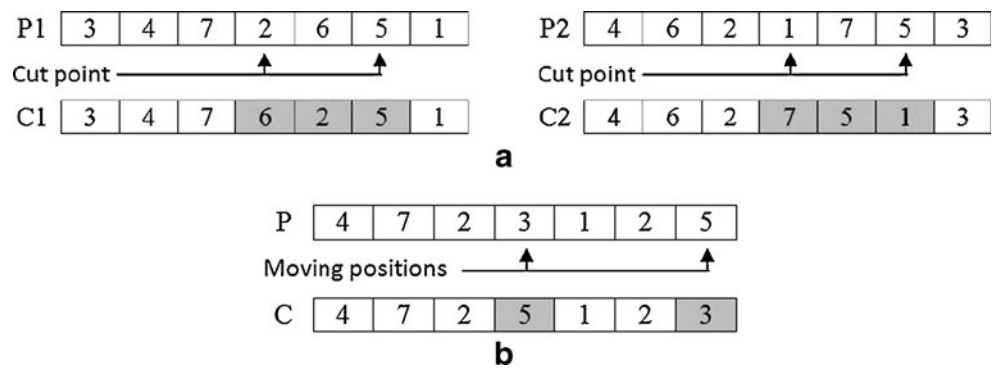 P1 3 4 7 2 6 5 1
P2 4 6 2 1 7 5 3
Cut point
Cut point
C1 3 4 7 6 2 5 1
C2 4 6 2 7 5 1 3
a
P 4 7 2 3 1 2 5
Moving positions
C 4 7 2 5 1 2 3
b